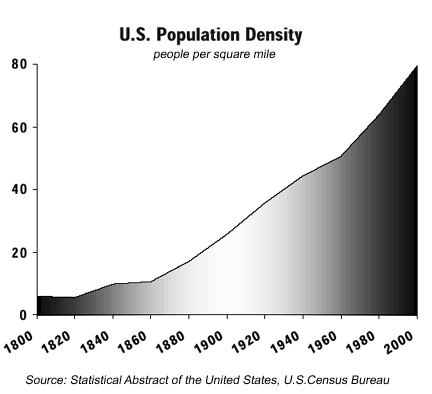 U.S. Population Density
people per square mile
80
60
40
20
0
1800 1820 1840 1860 1880 1900 1920 1940 1960 1980 2000
Source: Statistical Abstract of the United States, U.S.Census Bureau